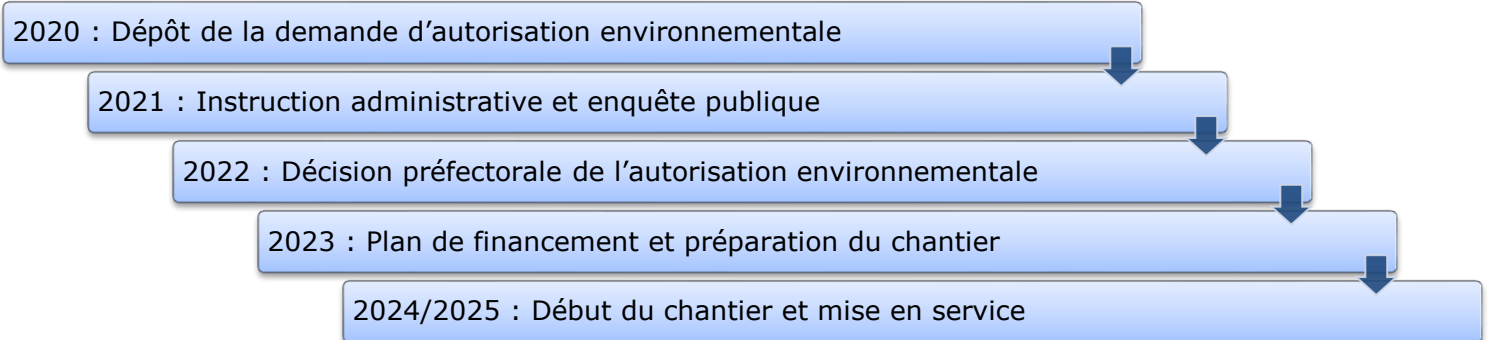 2020 : Dépôt de la demande d’autorisation environnementale
2021 : Instruction administrative et enquête publique
2022 : Décision préfectorale de l’autorisation environnementale
2023 : Plan de financement et préparation du chantier
2024/2025 : Début du chantier et mise en service